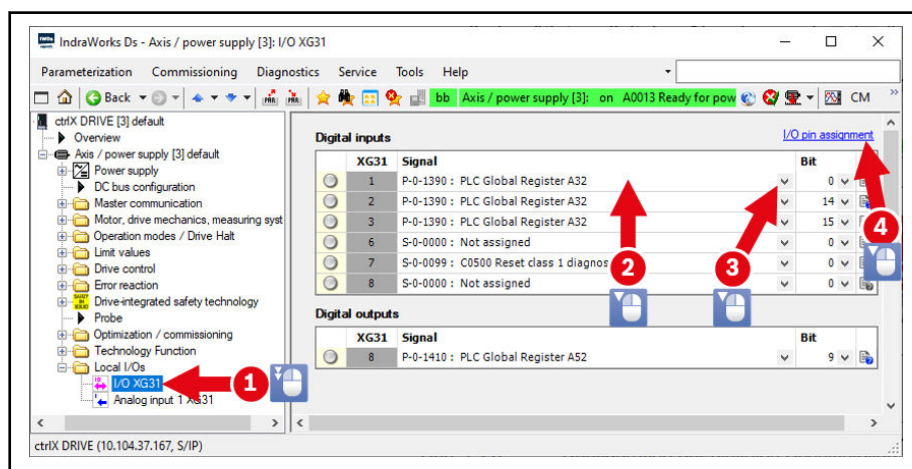 IndraWorks Ds - Axis / power supply [3]: I/O XG31
Parameterization Commissioning Diagnostics Service Tools Help
Back bb Axis / power supply [3]: on A0013 Ready for pow CM
ctrlX DRIVE [3] default
Overview
Axis / power supply [3] default
Power supply
DC bus configuration
Master communication
Motor, drive mechanics, measuring syst
Operation modes / Drive Halt
Limit values
Drive control
Error reaction
Drive-integrated safety technology
Probe
Optimization / commissioning
Technology Function
Local I/Os
I/O XG31
Analog input 1 XG31
1
Digital inputs I/O pin assignment
XG31 Signal Bit
1 P-0-1390 : PLC Global Register A32 0
2 P-0-1390 : PLC Global Register A32 14
3 P-0-1390 : PLC Global Register A32 15
6 S-0-0000 : Not assigned 0
7 S-0-0099 : C0500 Reset class 1 diagnos 0
8 S-0-0000 : Not assigned 0
2
3
4
Digital outputs
XG31 Signal Bit
8 P-0-1410 : PLC Global Register A52 9
ctrlX DRIVE (10.104.37.167, S/IP)